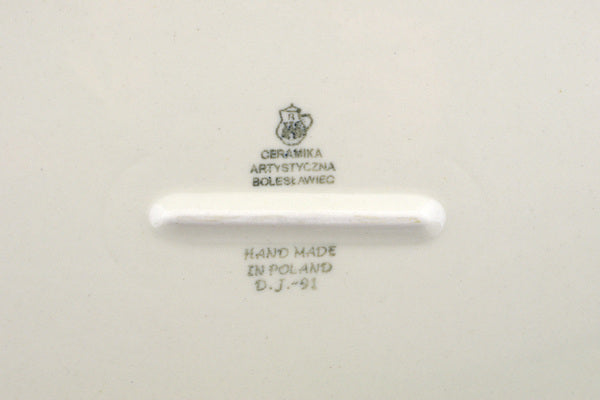 CERAMIKA
ARTYSTYCZNA
BOLESŁAWIEC
HAND MADE
IN POLAND
D.J.-91